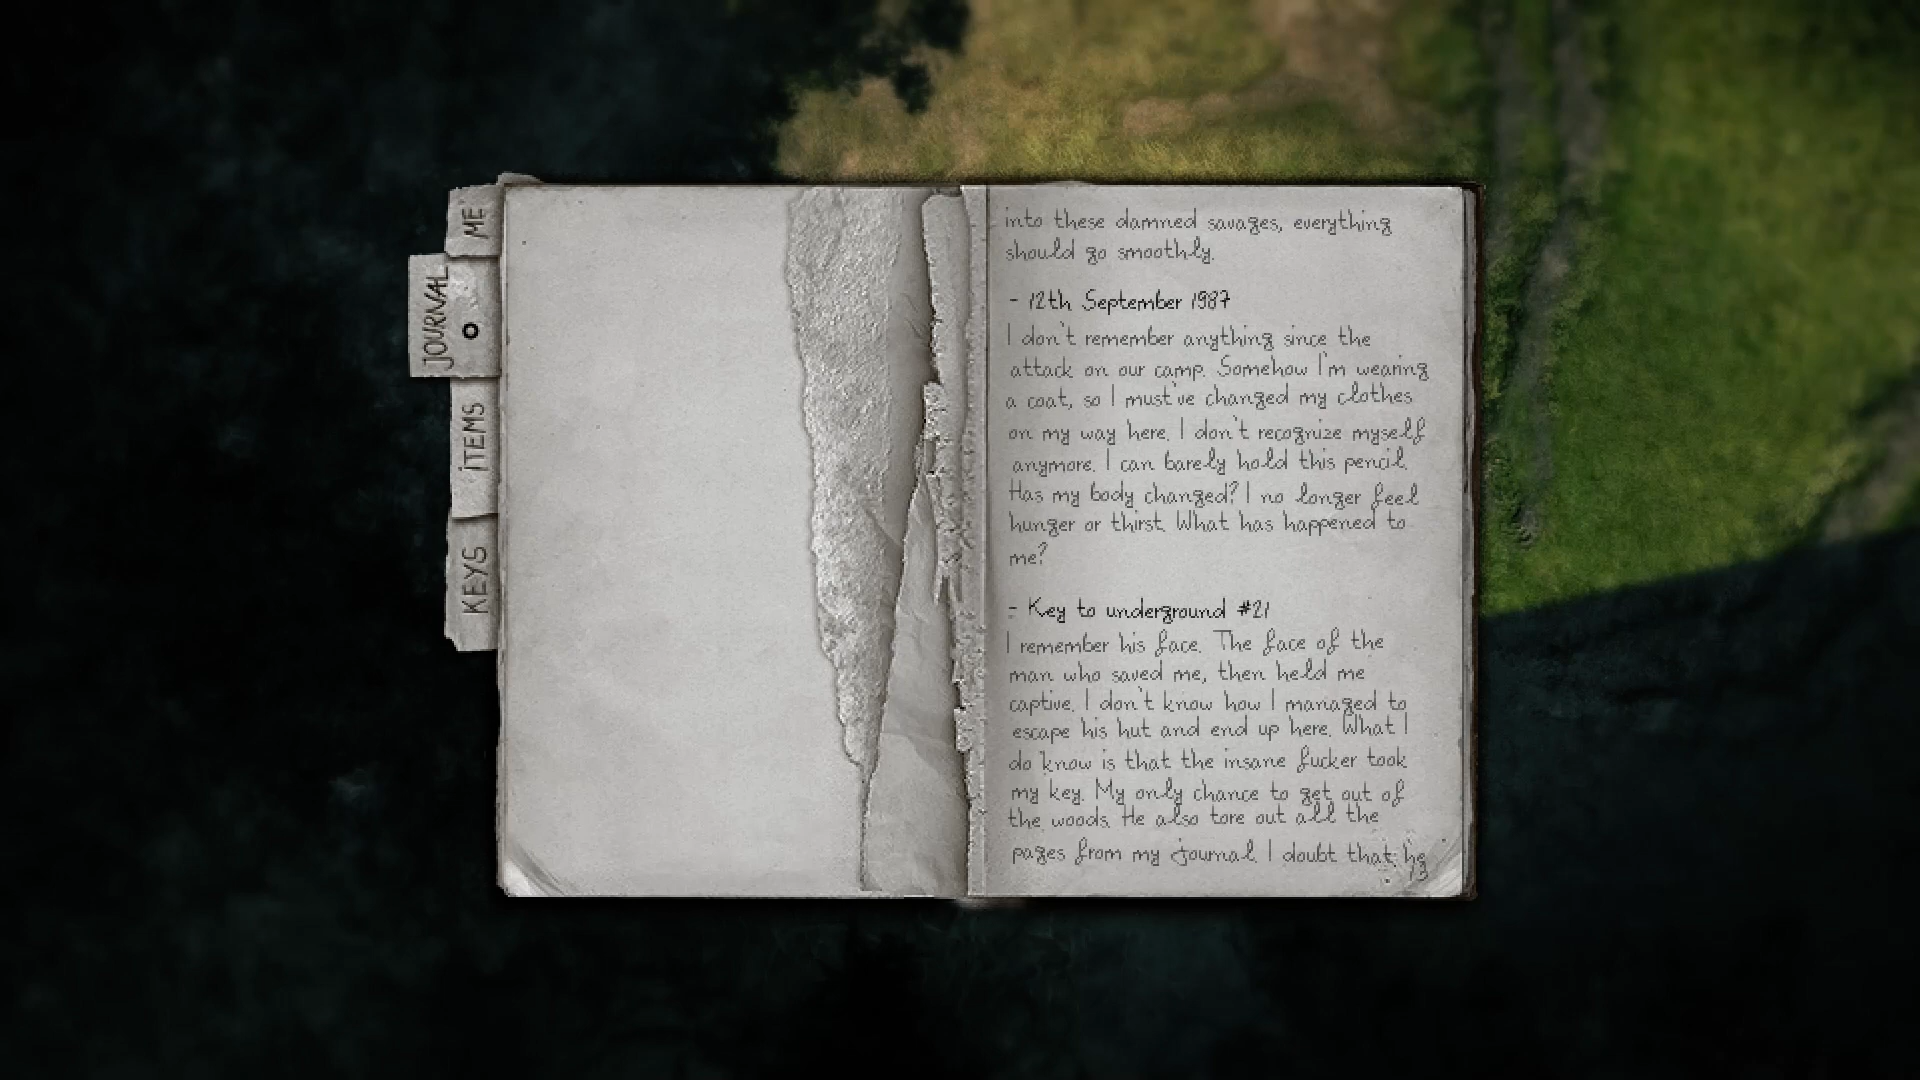 ME
JOURNAL
ITEMS
KEYS
into these damned savages, everything
should go smoothly.
- 12th September 1987
I don't remember anything since the
attack on our camp. Somehow I'm wearing
a coat, so I must've changed my clothes
on my way here. I don't recognize myself
anymore. I can barely hold this pencil.
Has my body changed? I no longer feel
hunger or thirst. What has happened to
me?
- Key to underground #21
I remember his face. The face of the
man who saved me, then held me
captive. I don't know how I managed to
escape his hut and end up here. What I
do know is that the insane fucker took
my key. My only chance to get out of
the woods. He also tore out all the
pages from my journal. I doubt that he
13